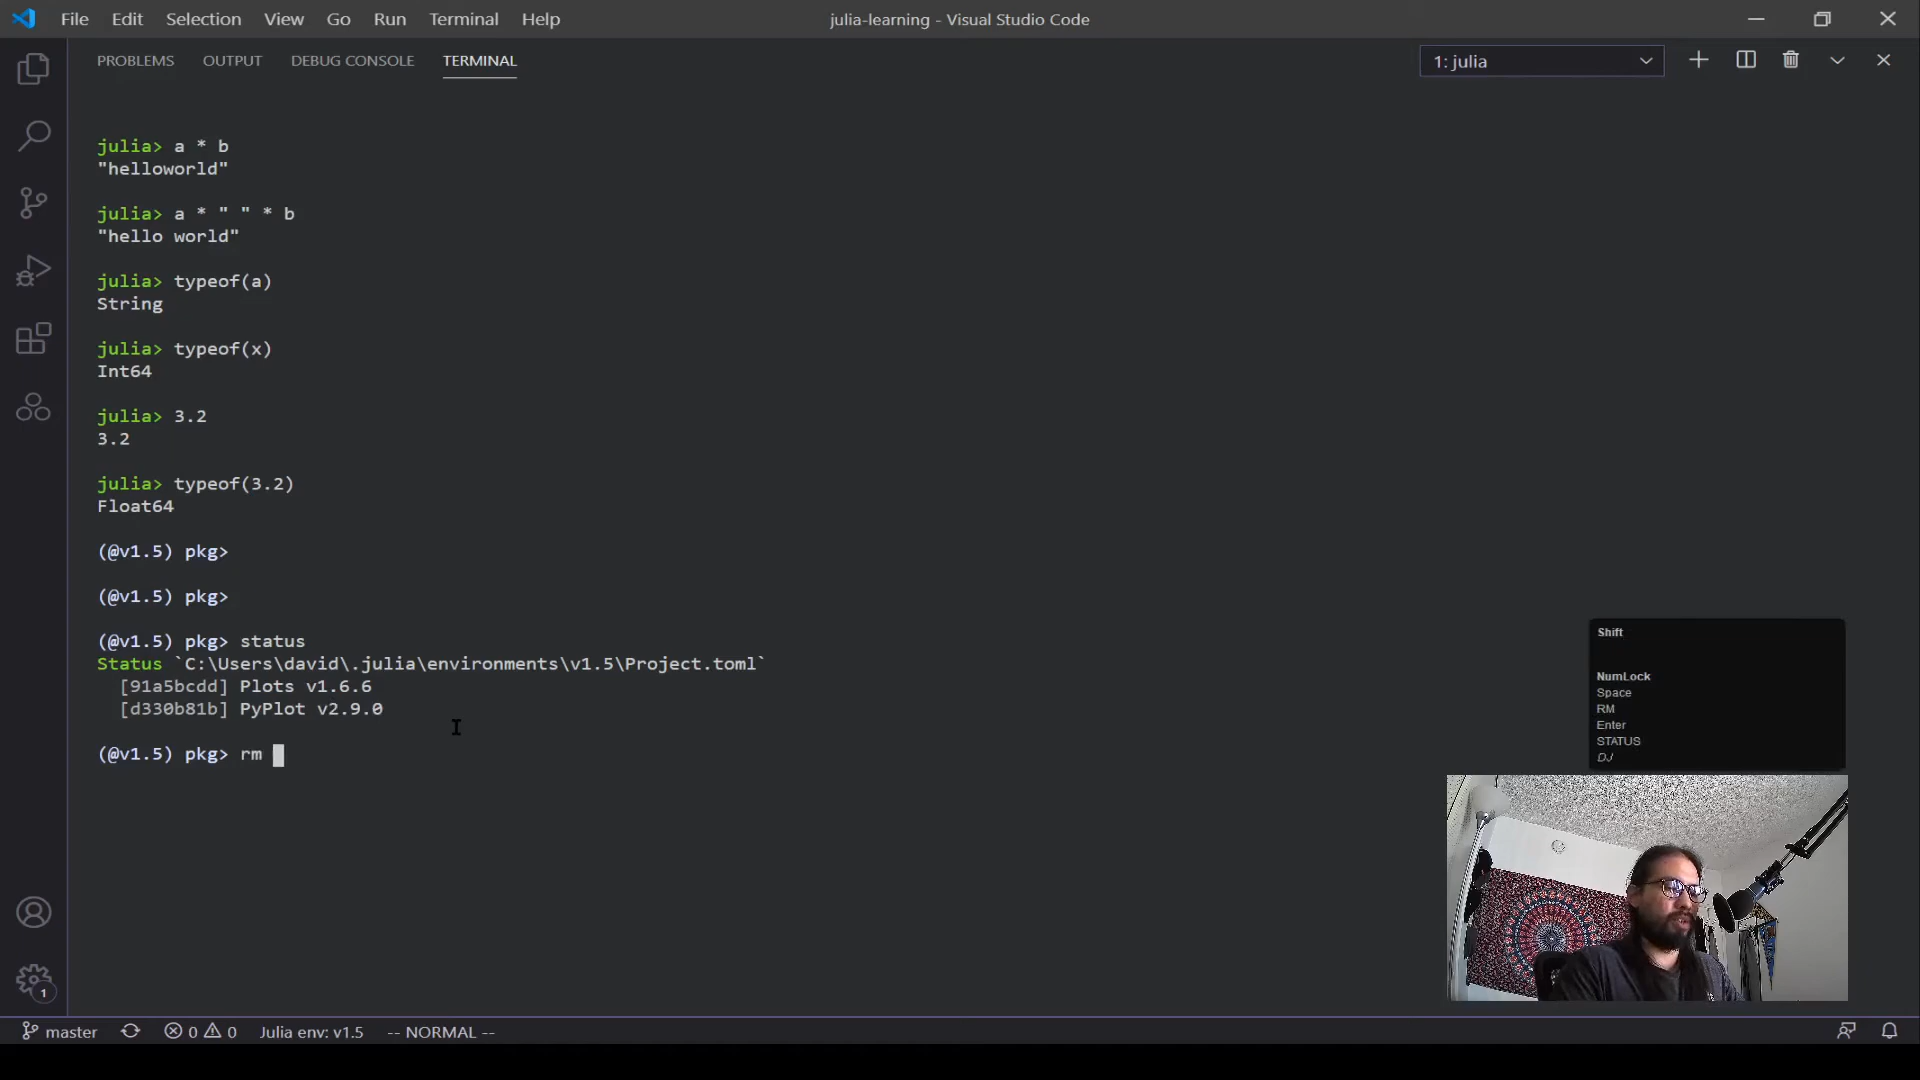 File Edit Selection View Go Run Terminal Help
julia-learning - Visual Studio Code
PROBLEMS OUTPUT DEBUG CONSOLE TERMINAL
1: julia
julia> a * b
"helloworld"
julia> a * " " * b
"hello world"
julia> typeof(a)
String
julia> typeof(x)
Int64
julia> 3.2
3.2
julia> typeof(3.2)
Float64
(@v1.5) pkg>
(@v1.5) pkg>
(@v1.5) pkg> status
Status `C:\Users\david\.julia\environments\v1.5\Project.toml`
[91a5bcdd] Plots v1.6.6
[d330b81b] PyPlot v2.9.0
(@v1.5) pkg> rm
Shift
NumLock
Space
RM
Enter
STATUS
DJ
1
master 0 0 Julia env: v1.5 -- NORMAL --